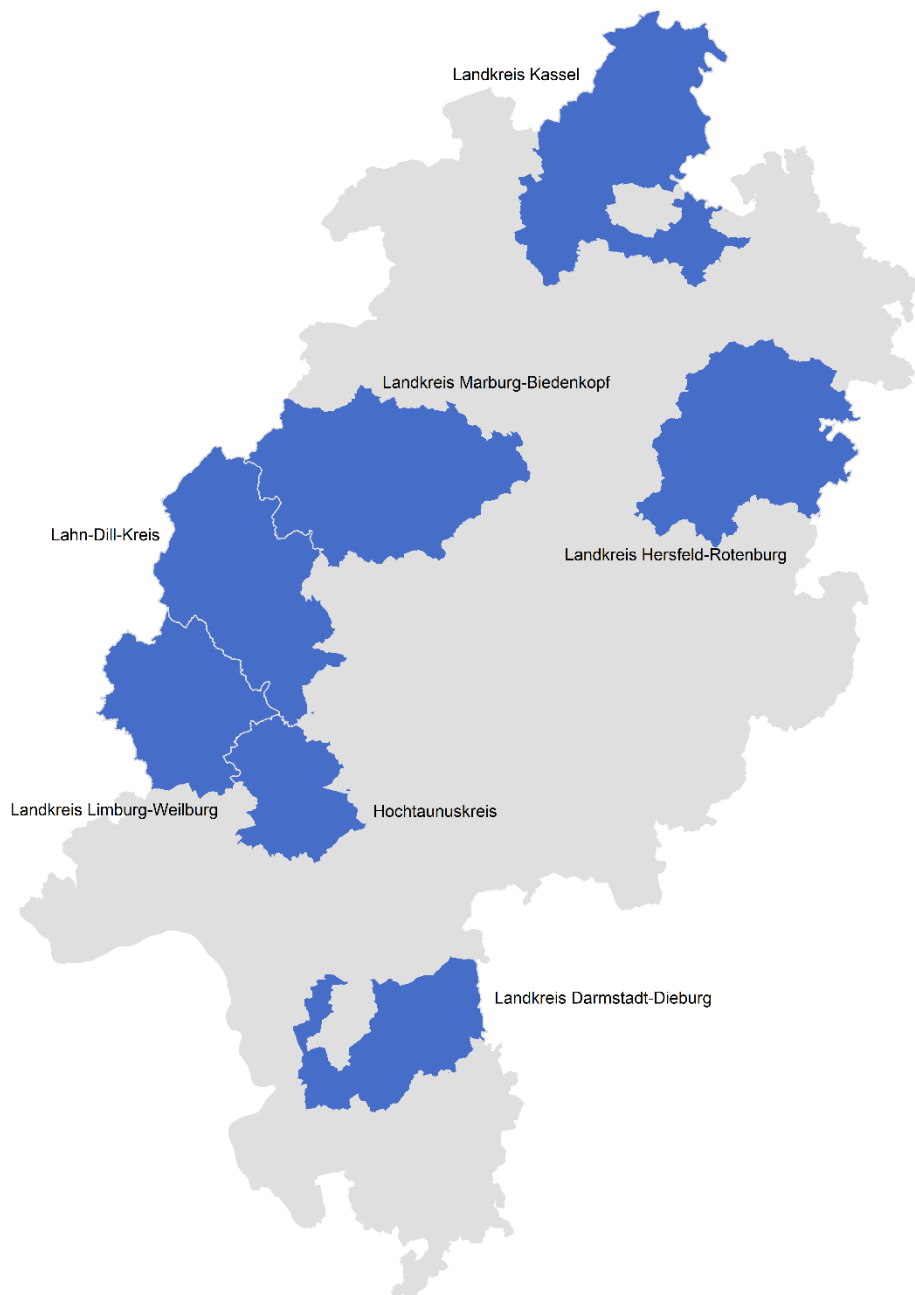 Landkreis Kassel
Landkreis Marburg-Biedenkopf
Lahn-Dill-Kreis
Landkreis Hersfeld-Rotenburg
Landkreis Limburg-Weilburg
Hochtaunuskreis
Landkreis Darmstadt-Dieburg